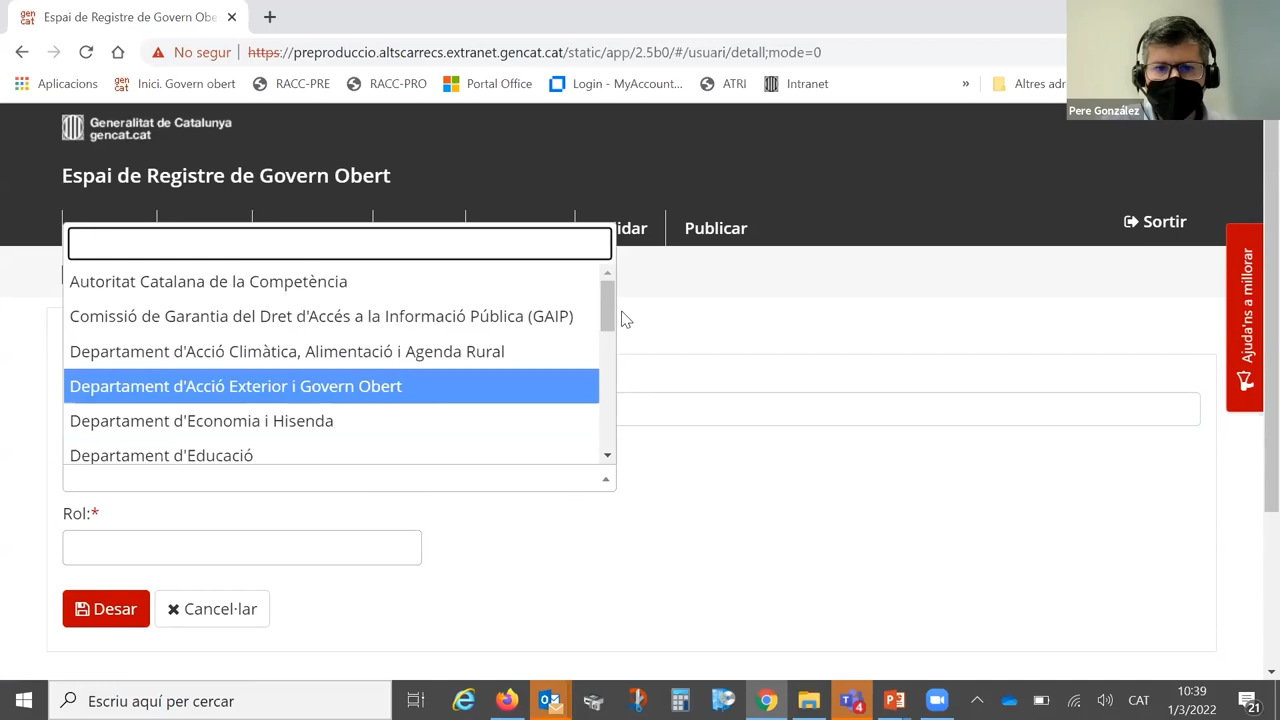 Espai de Registre de Govern Obe
No segur
https://preproduccio.altscarrecs.extranet.gencat.cat/static/app/2.5b0/#/usuari/detall;mode=0
Aplicacions
gencat
Inici. Govern obert
RACC-PRE
RACC-PRO
Portal Office
Login - MyAccount...
ATRI
Intranet
»
Altres adr
Pere González
Generalitat de Catalunya
gencat.cat
Espai de Registre de Govern Obert
idar
Publicar
Sortir
Autoritat Catalana de la Competència
Comissió de Garantia del Dret d'Accés a la Informació Pública (GAIP)
Departament d'Acció Climàtica, Alimentació i Agenda Rural
Departament d'Acció Exterior i Govern Obert
Departament d'Economia i Hisenda
Departament d'Educació
Ajuda'ns a millorar
Rol:*
Desar
Cancel·lar
Escriu aquí per cercar
4
CAT
10:39
1/3/2022
21